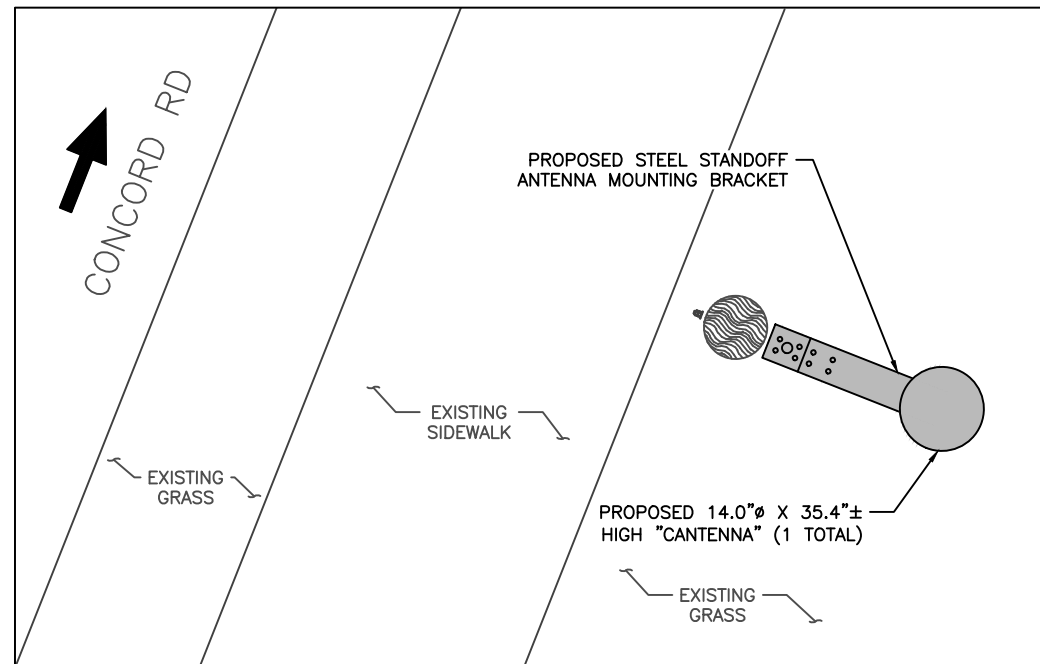 CONCORD RD
PROPOSED STEEL STANDOFF
ANTENNA MOUNTING BRACKET
EXISTING
SIDEWALK
EXISTING
GRASS
PROPOSED 14.0"ø X 35.4"±
HIGH "CANTENNA" (1 TOTAL)
EXISTING
GRASS